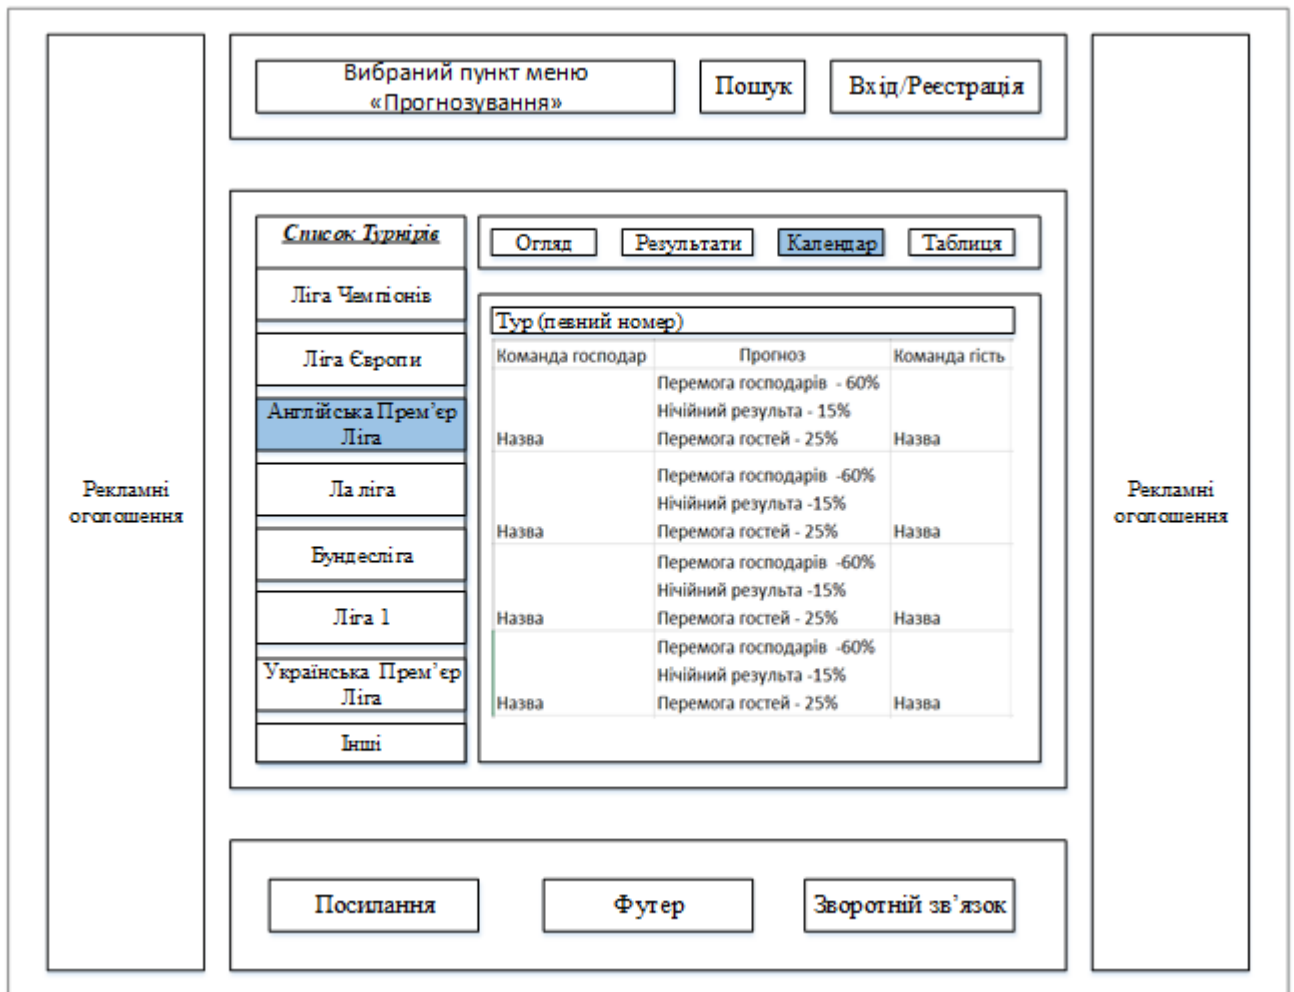 Вибраний пункт меню
«Прогнозування»
Пошук
Вхід/Реєстрація
Рекламні
оголошення
Список Турнірів
Ліга Чемпіонів
Ліга Європи
Англійська Прем’єр
Ліга
Ла ліга
Бундесліга
Ліга 1
Українська Прем’єр
Ліга
Інші
Огляд
Результати
Календар
Таблиця
Тур (певний номер)
Команда господар Прогноз Команда гість
Перемога господарів - 60%
Нічійний результа - 15%
Назва Перемога гостей - 25% Назва
Перемога господарів -60%
Нічійний результа -15%
Назва Перемога гостей - 25% Назва
Перемога господарів -60%
Нічійний результа -15%
Назва Перемога гостей - 25% Назва
Перемога господарів -60%
Нічійний результа -15%
Назва Перемога гостей - 25% Назва
Рекламні
оголошення
Посилання
Футер
Зворотній зв’язок